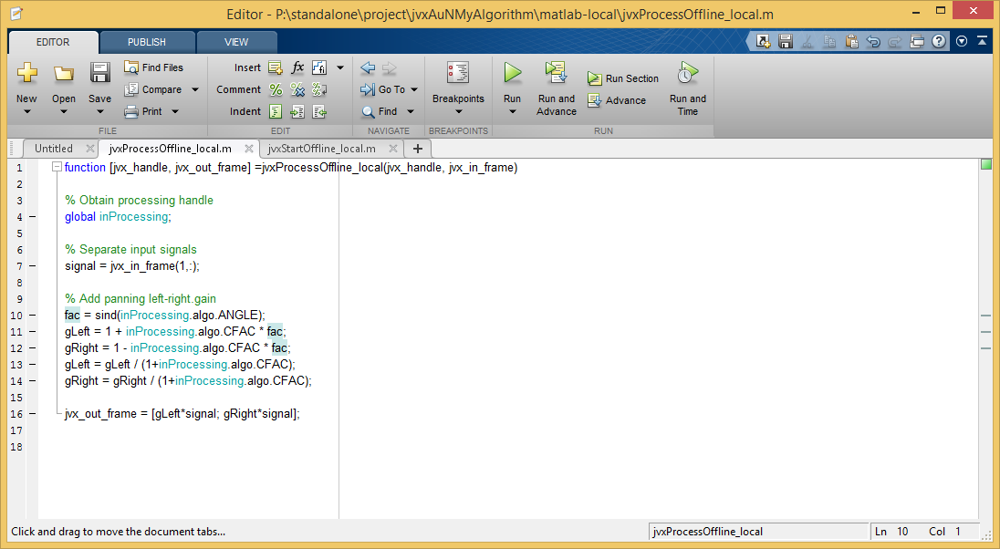 Editor - P:\standalone\project\jvxAuNMyAlgorithm\matlab-local\jvxProcessOffline_local.m
EDITOR PUBLISH VIEW
New Open Save Find Files Compare Print
FILE
Insert fx
Comment
Indent
EDIT
Go To
Find
NAVIGATE
Breakpoints
BREAKPOINTS
Run Run and Advance Run Section Advance Run and Time
RUN
Untitled jvxProcessOffline_local.m jvxStartOffline_local.m
1 function [jvx_handle, jvx_out_frame] =jvxProcessOffline_local(jvx_handle, jvx_in_frame)
2
3 % Obtain processing handle
4 global inProcessing;
5
6 % Separate input signals
7 signal = jvx_in_frame(1,:);
8
9 % Add panning left-right.gain
10 fac = sind(inProcessing.algo.ANGLE);
11 gLeft = 1 + inProcessing.algo.CFAC * fac;
12 gRight = 1 - inProcessing.algo.CFAC * fac;
13 gLeft = gLeft / (1+inProcessing.algo.CFAC);
14 gRight = gRight / (1+inProcessing.algo.CFAC);
15
16 jvx_out_frame = [gLeft*signal; gRight*signal];
17
18
Click and drag to move the document tabs... jvxProcessOffline_local Ln 10 Col 1